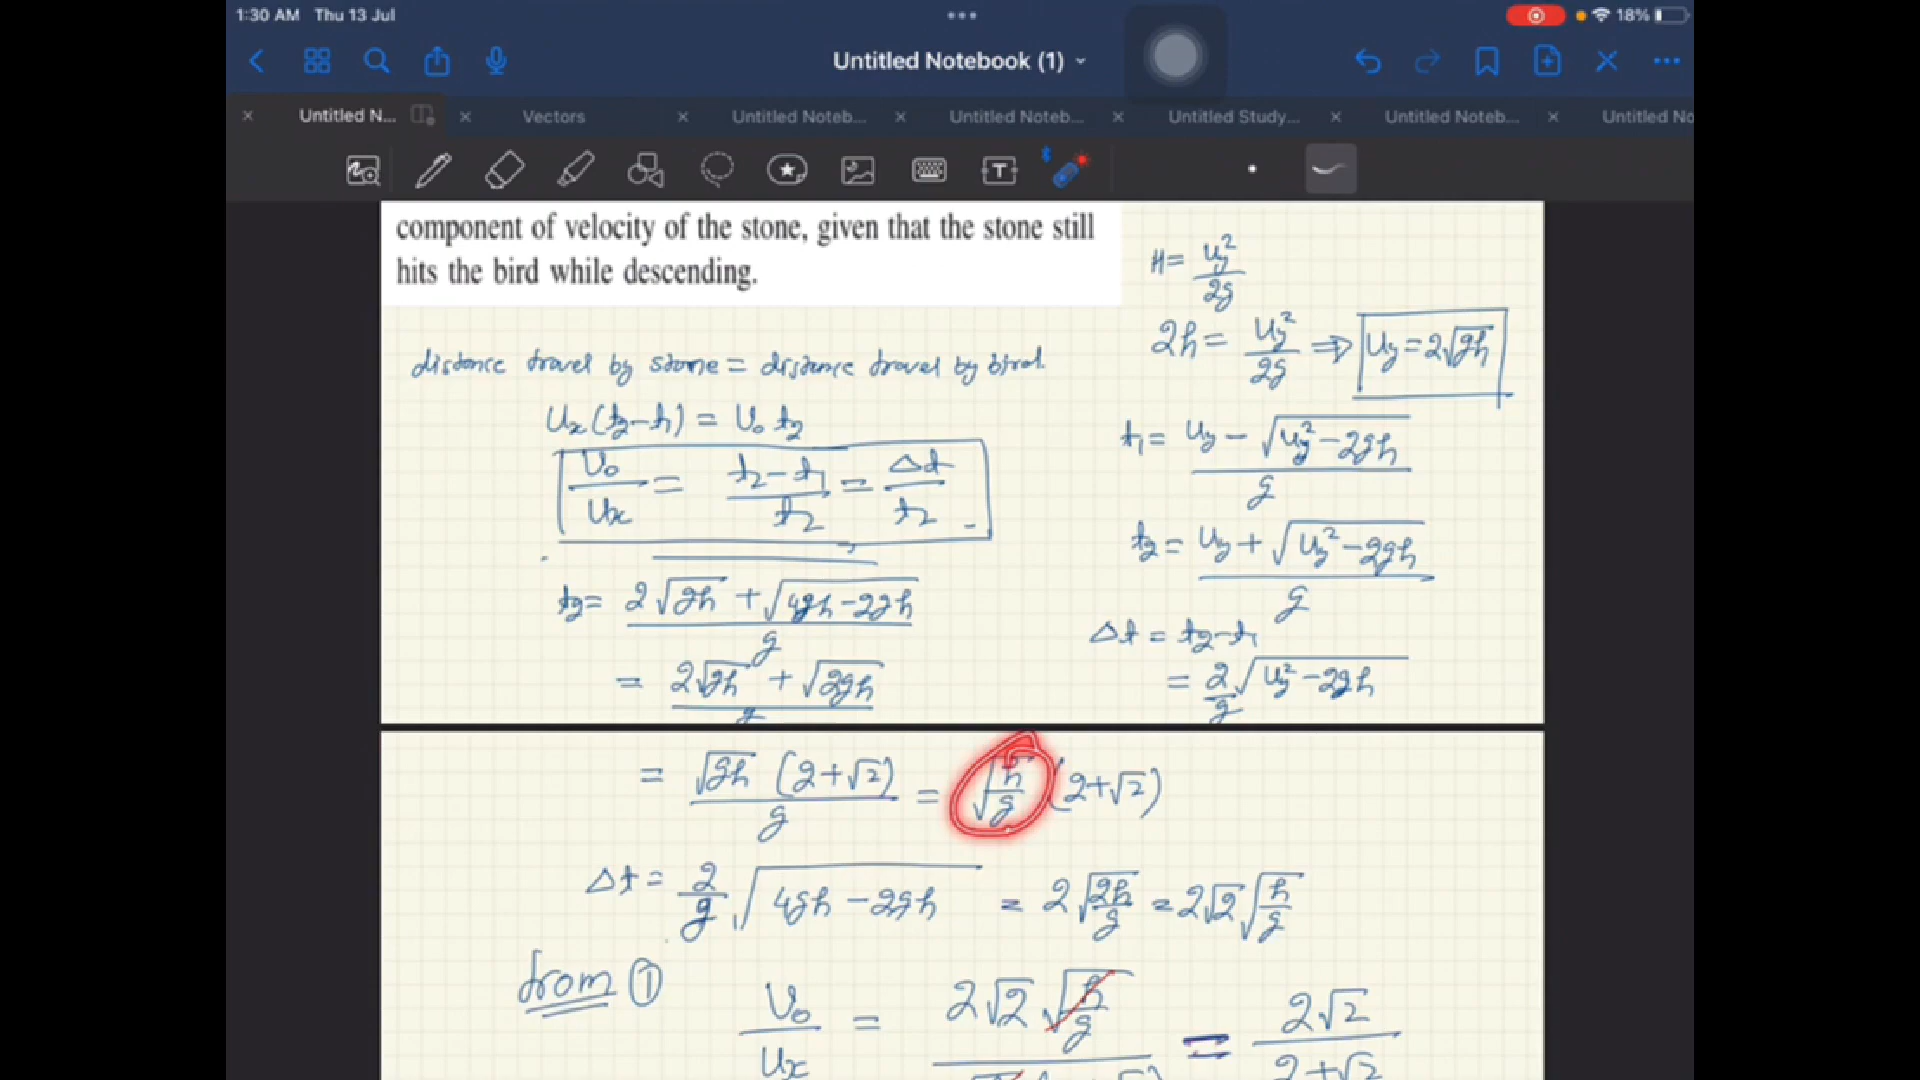 1:30 AM Thu 13 Jul
18%
Untitled Notebook (1)
Untitled N...
Vectors
Untitled Noteb...
Untitled Noteb...
Untitled Study...
Untitled Noteb...
Untitled No
component of velocity of the stone, given that the stone still
hits the bird while descending.
distance travel by stone = distance travel by bird
Ux(t2-t1) = V0 t2
V0/Ux = (t2-t1)/t2 = Δt/t2
t2 = (2√gh + √(4gh-2gh))/g
= (2√gh + √2gh)/g
H = Uy²/2g
2h = Uy²/2g ⇒ Uy = 2√gh
t1 = (Uy - √(Uy²-2gh))/g
t2 = (Uy + √(Uy²-2gh))/g
Δt = t2-t1
= 2/g √(Uy²-2gh)
= √gh (2+√2)/g = √(h/g) (2+√2)
Δt = 2/g √(4gh-2gh) = 2√(2h/g) = 2√2 √(h/g)
from ①
V0/Ux = 2√2 √(h/g) = 2√2/(2+√2)